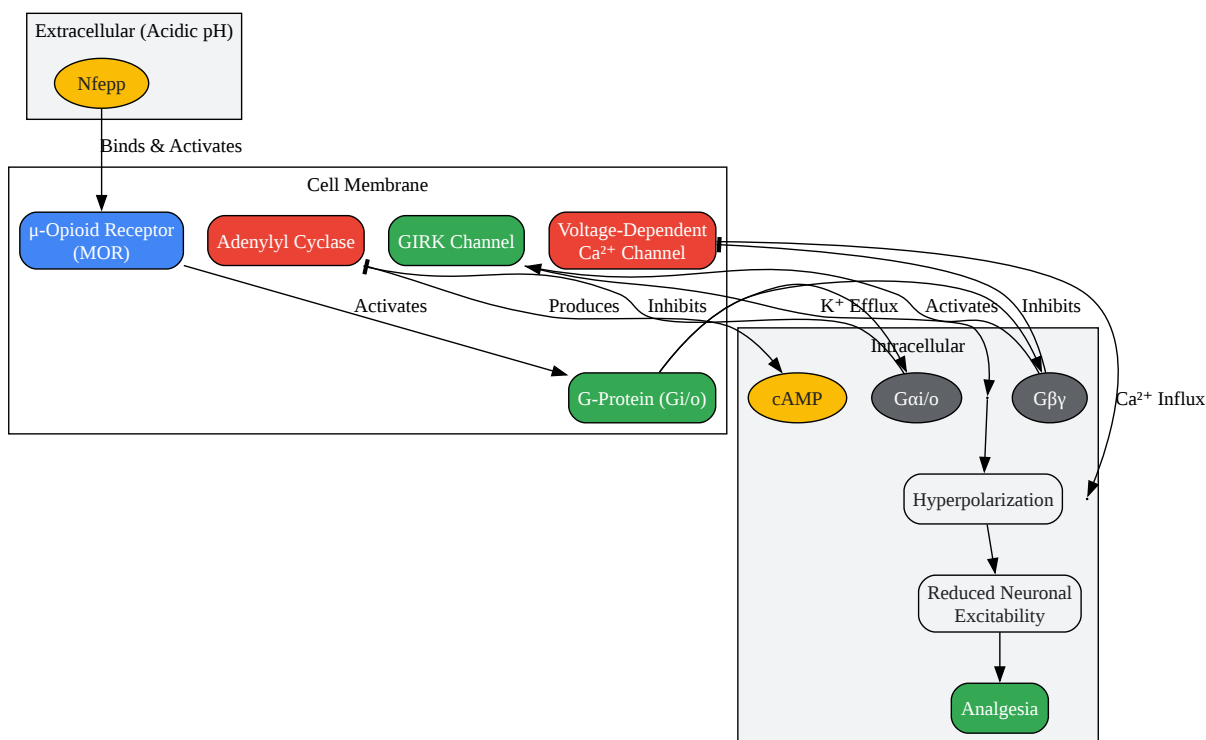 Extracellular (Acidic pH)
Nfepp
Binds & Activates
Cell Membrane
μ-Opioid Receptor
(MOR)
Adenylyl Cyclase
GIRK Channel
Voltage-Dependent
Ca²⁺ Channel
Activates
Produces
Inhibits
K⁺ Efflux
Activates
Inhibits
Intracellular
G-Protein (Gi/o)
cAMP
Gαi/o
Gβγ
Ca²⁺ Influx
Hyperpolarization
Reduced Neuronal
Excitability
Analgesia